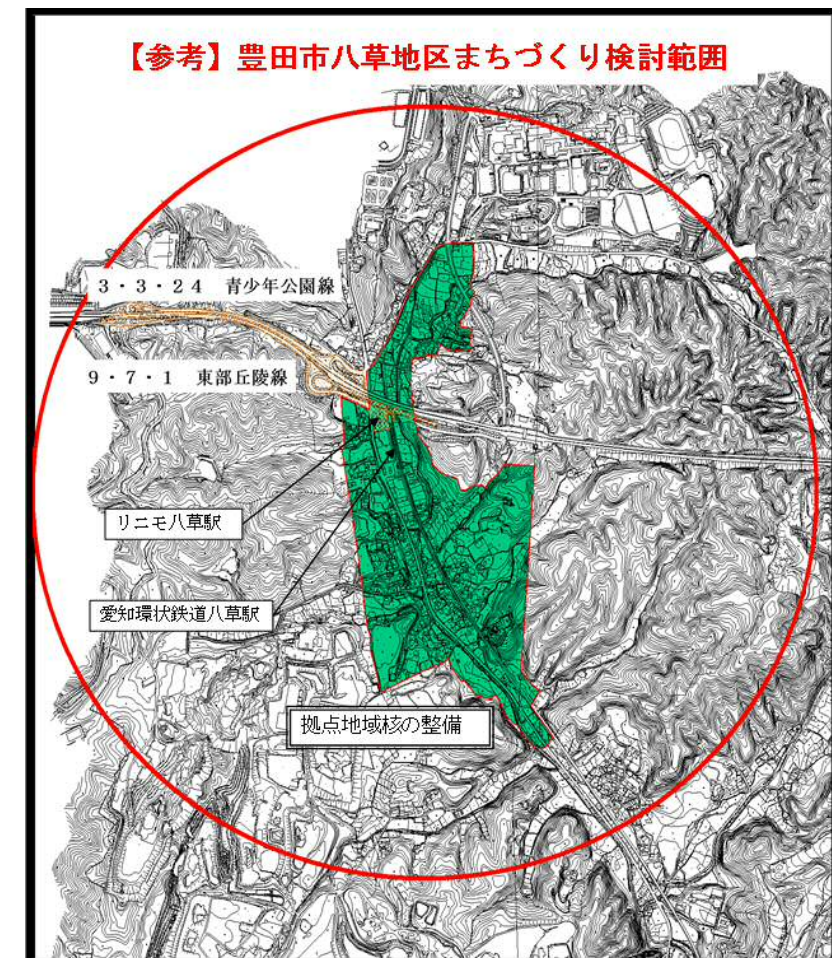 【参考】豊田市八草地区まちづくり検討範囲
３・３・２４　青少年公園線
９・７・１　東部丘陵線
リニモ八草駅
愛知環状鉄道八草駅
拠点地域核の整備